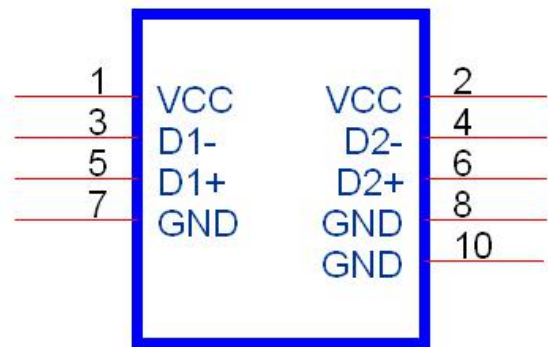 1 VCC VCC 2
3 D1- D2- 4
5 D1+ D2+ 6
7 GND GND 8
GND 10